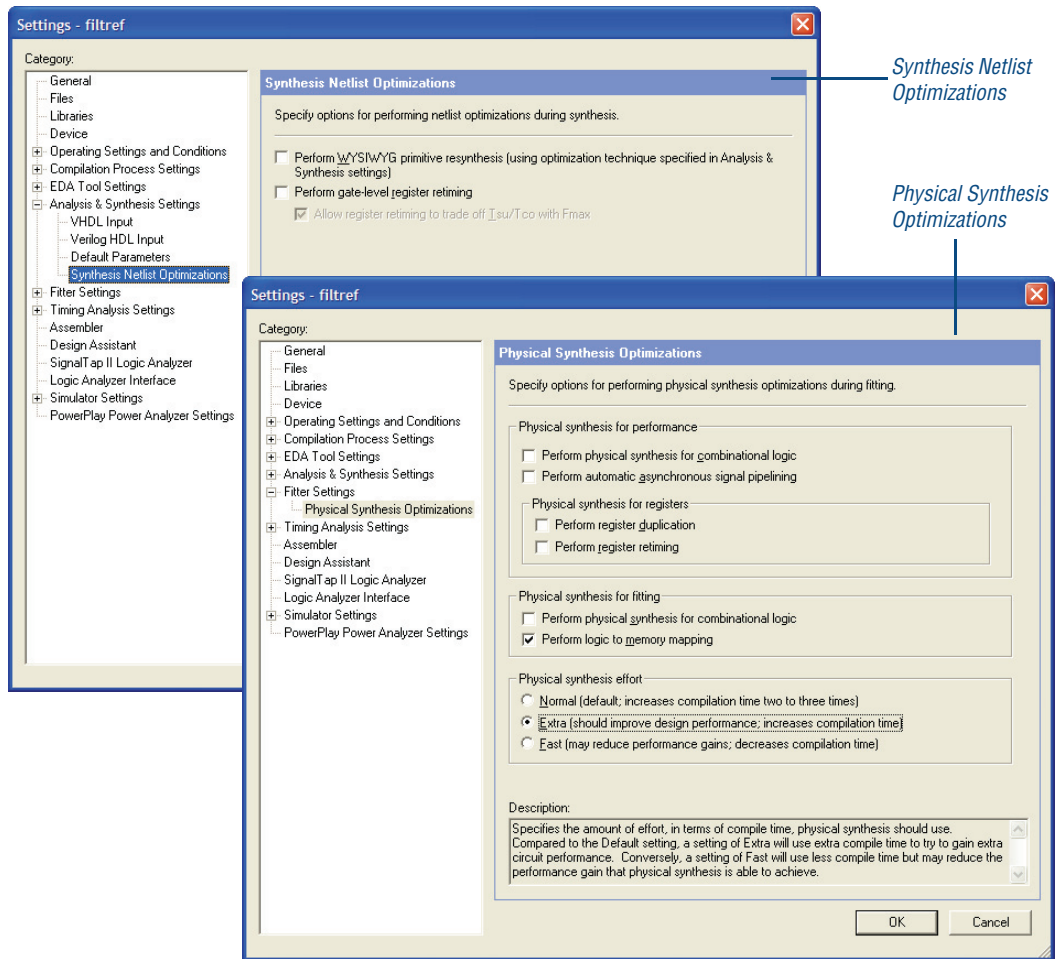 Settings - filtref
Category:
General
Files
Libraries
Device
Operating Settings and Conditions
Compilation Process Settings
EDA Tool Settings
Analysis & Synthesis Settings
VHDL Input
Verilog HDL Input
Default Parameters
Synthesis Netlist Optimizations
Fitter Settings
Timing Analysis Settings
Assembler
Design Assistant
SignalTap II Logic Analyzer
Logic Analyzer Interface
Simulator Settings
PowerPlay Power Analyzer Settings
Synthesis Netlist Optimizations
Specify options for performing netlist optimizations during synthesis.
Perform WYSIWYG primitive resynthesis (using optimization technique specified in Analysis &
Synthesis settings)
Perform gate-level register retiming
Allow register retiming to trade off Tsu/Tco with Fmax
Synthesis Netlist
Optimizations
Physical Synthesis
Optimizations
Settings - filtref
Category:
General
Files
Libraries
Device
Operating Settings and Conditions
Compilation Process Settings
EDA Tool Settings
Analysis & Synthesis Settings
Fitter Settings
Physical Synthesis Optimizations
Timing Analysis Settings
Assembler
Design Assistant
SignalTap II Logic Analyzer
Logic Analyzer Interface
Simulator Settings
PowerPlay Power Analyzer Settings
Physical Synthesis Optimizations
Specify options for performing physical synthesis optimizations during fitting.
Physical synthesis for performance
Perform physical synthesis for combinational logic
Perform automatic asynchronous signal pipelining
Physical synthesis for registers
Perform register duplication
Perform register retiming
Physical synthesis for fitting
Perform physical synthesis for combinational logic
Perform logic to memory mapping
Physical synthesis effort
Normal (default; increases compilation time two to three times)
Extra (should improve design performance; increases compilation time)
Fast (may reduce performance gains; decreases compilation time)
Description:
Specifies the amount of effort, in terms of compile time, physical synthesis should use.
Compared to the Default setting, a setting of Extra will use extra compile time to try to gain extra
circuit performance.  Conversely, a setting of Fast will use less compile time but may reduce the
performance gain that physical synthesis is able to achieve.
OK
Cancel